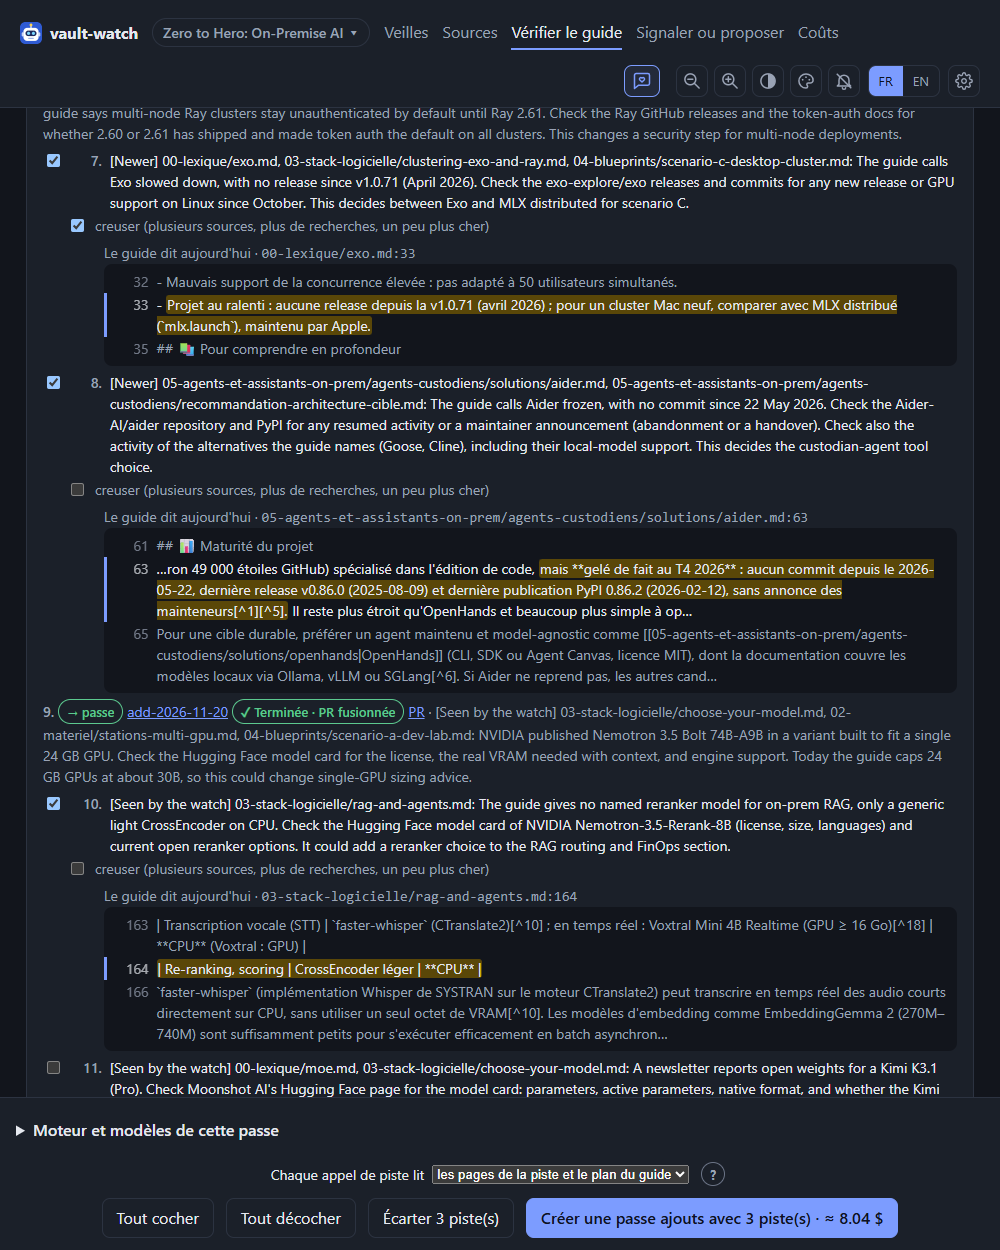 vault-watch
Zero to Hero: On-Premise AI ▾
Veilles
Sources
Vérifier le guide
Signaler ou proposer
Coûts
FR
EN
guide says multi-node Ray clusters stay unauthenticated by default until Ray 2.61. Check the Ray GitHub releases and the token-auth docs for
whether 2.60 or 2.61 has shipped and made token auth the default on all clusters. This changes a security step for multi-node deployments.
7. [Newer] 00-lexique/exo.md, 03-stack-logicielle/clustering-exo-and-ray.md, 04-blueprints/scenario-c-desktop-cluster.md: The guide calls
Exo slowed down, with no release since v1.0.71 (April 2026). Check the exo-explore/exo releases and commits for any new release or GPU
support on Linux since October. This decides between Exo and MLX distributed for scenario C.
creuser (plusieurs sources, plus de recherches, un peu plus cher)
Le guide dit aujourd'hui · 00-lexique/exo.md:33
32 - Mauvais support de la concurrence élevée : pas adapté à 50 utilisateurs simultanés.
33 - Projet au ralenti : aucune release depuis la v1.0.71 (avril 2026) ; pour un cluster Mac neuf, comparer avec MLX distribué
(`mlx.launch`), maintenu par Apple.
35 ## 📚 Pour comprendre en profondeur
8. [Newer] 05-agents-et-assistants-on-prem/agents-custodiens/solutions/aider.md, 05-agents-et-assistants-on-prem/agents-
custodiens/recommandation-architecture-cible.md: The guide calls Aider frozen, with no commit since 22 May 2026. Check the Aider-
AI/aider repository and PyPI for any resumed activity or a maintainer announcement (abandonment or a handover). Check also the
activity of the alternatives the guide names (Goose, Cline), including their local-model support. This decides the custodian-agent tool
choice.
creuser (plusieurs sources, plus de recherches, un peu plus cher)
Le guide dit aujourd'hui · 05-agents-et-assistants-on-prem/agents-custodiens/solutions/aider.md:63
61 ## 📊 Maturité du projet
63 …ron 49 000 étoiles GitHub) spécialisé dans l'édition de code, mais **gelé de fait au T4 2026** : aucun commit depuis le 2026-
05-22, dernière release v0.86.0 (2025-08-09) et dernière publication PyPI 0.86.2 (2026-02-12), sans annonce des
mainteneurs[^1][^5]. Il reste plus étroit qu'OpenHands et beaucoup plus simple à op…
65 Pour une cible durable, préférer un agent maintenu et model-agnostic comme [[05-agents-et-assistants-on-prem/agents-
custodiens/solutions/openhands|OpenHands]] (CLI, SDK ou Agent Canvas, licence MIT), dont la documentation couvre les
modèles locaux via Ollama, vLLM ou SGLang[^6]. Si Aider ne reprend pas, les autres cand…
9. → passe add-2026-11-20 ✓ Terminée · PR fusionnée PR · [Seen by the watch] 03-stack-logicielle/choose-your-model.md, 02-
materiel/stations-multi-gpu.md, 04-blueprints/scenario-a-dev-lab.md: NVIDIA published Nemotron 3.5 Bolt 74B-A9B in a variant built to fit a single
24 GB GPU. Check the Hugging Face model card for the license, the real VRAM needed with context, and engine support. Today the guide caps 24
GB GPUs at about 30B, so this could change single-GPU sizing advice.
10. [Seen by the watch] 03-stack-logicielle/rag-and-agents.md: The guide gives no named reranker model for on-prem RAG, only a generic
light CrossEncoder on CPU. Check the Hugging Face model card of NVIDIA Nemotron-3.5-Rerank-8B (license, size, languages) and
current open reranker options. It could add a reranker choice to the RAG routing and FinOps section.
creuser (plusieurs sources, plus de recherches, un peu plus cher)
Le guide dit aujourd'hui · 03-stack-logicielle/rag-and-agents.md:164
163 | Transcription vocale (STT) | `faster-whisper` (CTranslate2)[^10] ; en temps réel : Voxtral Mini 4B Realtime (GPU ≥ 16 Go)[^18] |
**CPU** (Voxtral : GPU) |
164 | Re-ranking, scoring | CrossEncoder léger | **CPU** |
166 `faster-whisper` (implémentation Whisper de SYSTRAN sur le moteur CTranslate2) peut transcrire en temps réel des audio courts
directement sur CPU, sans utiliser un seul octet de VRAM[^10]. Les modèles d'embedding comme EmbeddingGemma 2 (270M–
740M) sont suffisamment petits pour s'exécuter efficacement en batch asynchron…
11. [Seen by the watch] 00-lexique/moe.md, 03-stack-logicielle/choose-your-model.md: A newsletter reports open weights for a Kimi K3.1
(Pro). Check Moonshot AI's Hugging Face page for the model card: parameters, active parameters, native format, and whether the Kimi
▶ Moteur et modèles de cette passe
Chaque appel de piste lit
les pages de la piste et le plan du guide
?
Tout cocher
Tout décocher
Écarter 3 piste(s)
Créer une passe ajouts avec 3 piste(s) · ≈ 8.04 $